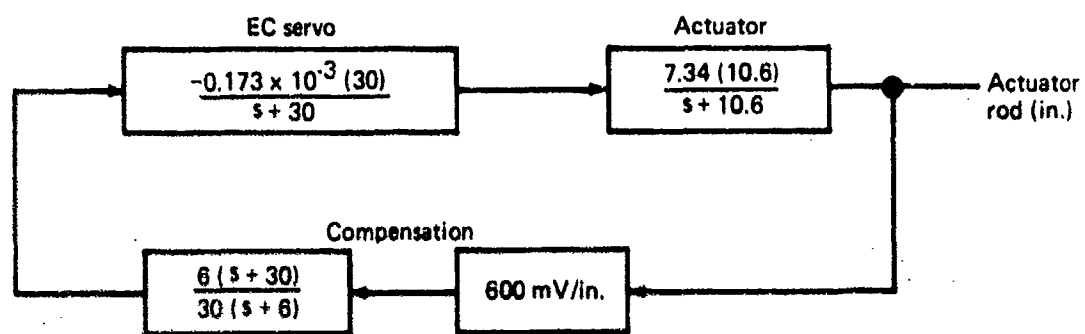 EC servo
−0.173 x 10⁻³ (30)
s + 30
Actuator
7.34 (10.6)
s + 10.6
Actuator
rod (in.)
Compensation
6 ( s + 30)
30 ( s + 6)
600 mV/in.